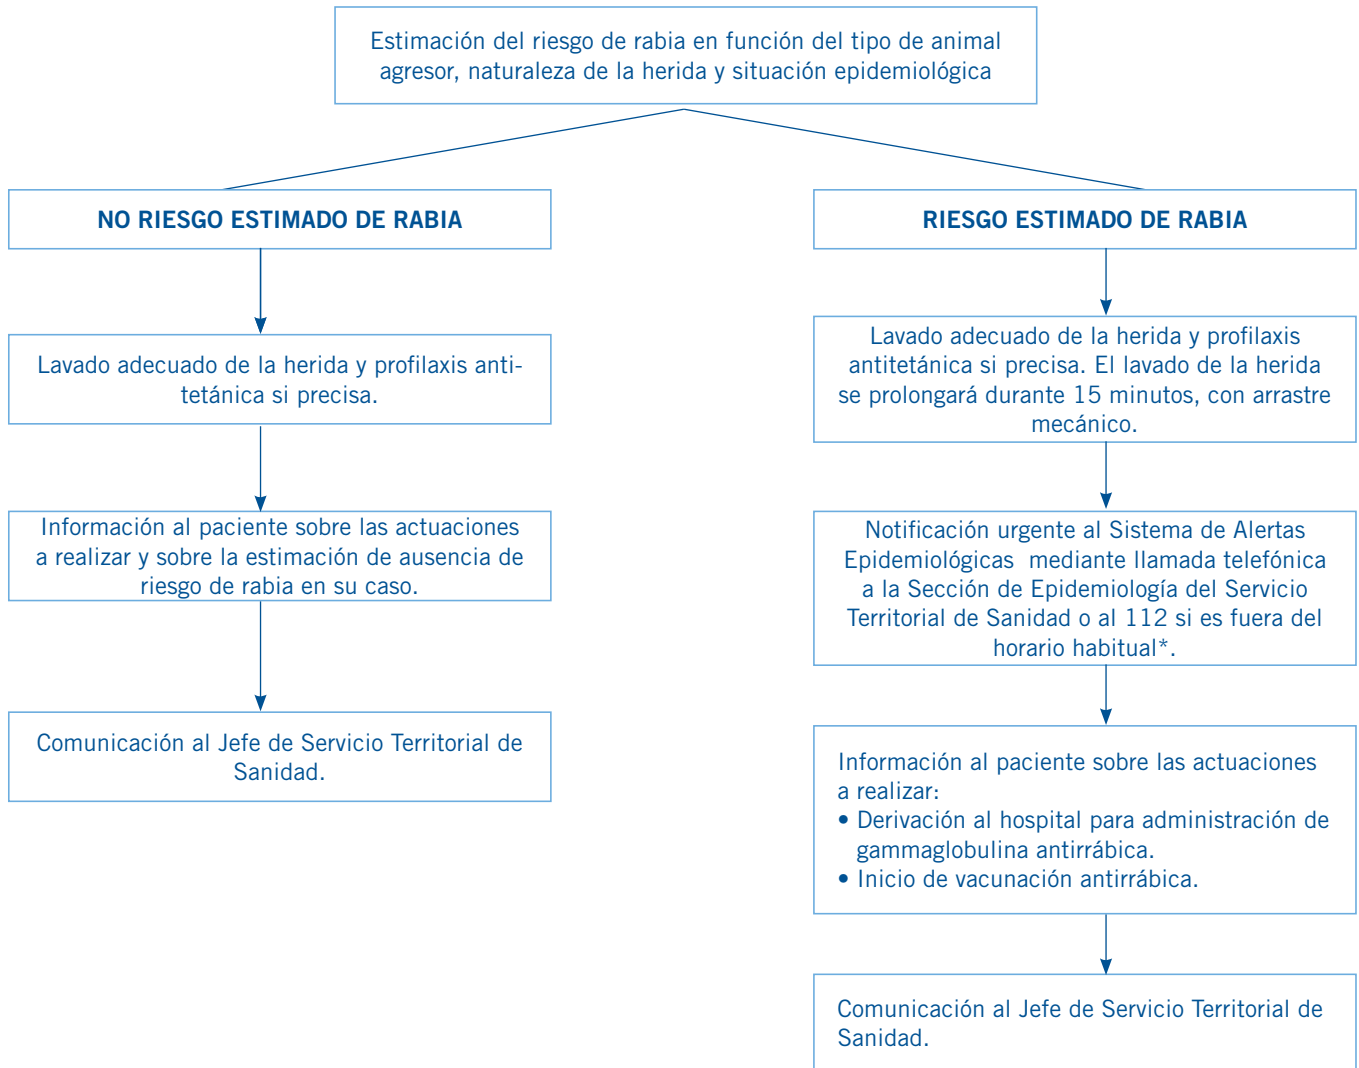 Estimación del riesgo de rabia en función del tipo de animal
agresor, naturaleza de la herida y situación epidemiológica
NO RIESGO ESTIMADO DE RABIA
Lavado adecuado de la herida y profilaxis anti-
tetánica si precisa.
Información al paciente sobre las actuaciones
a realizar y sobre la estimación de ausencia de
riesgo de rabia en su caso.
Comunicación al Jefe de Servicio Territorial de
Sanidad.
RIESGO ESTIMADO DE RABIA
Lavado adecuado de la herida y profilaxis
antitetánica si precisa. El lavado de la herida
se prolongará durante 15 minutos, con arrastre
mecánico.
Notificación urgente al Sistema de Alertas
Epidemiológicas mediante llamada telefónica
a la Sección de Epidemiología del Servicio
Territorial de Sanidad o al 112 si es fuera del
horario habitual*.
Información al paciente sobre las actuaciones
a realizar:
• Derivación al hospital para administración de
gammaglobulina antirrábica.
• Inicio de vacunación antirrábica.
Comunicación al Jefe de Servicio Territorial de
Sanidad.